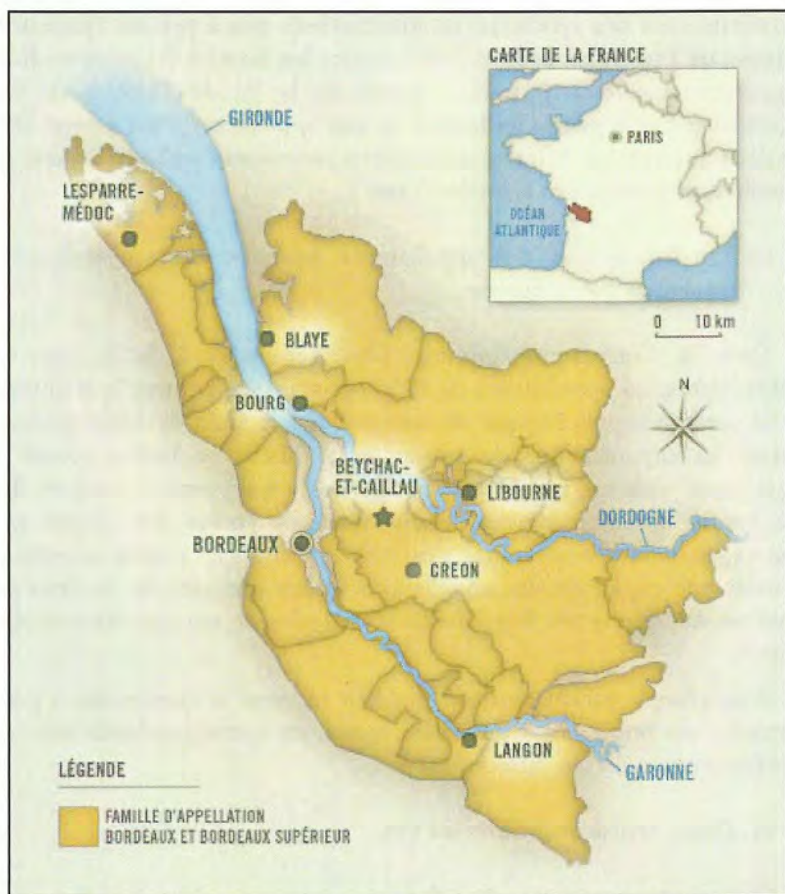 CARTE DE LA FRANCE
PARIS
OCÉAN
ATLANTIQUE
0 10 km
N
GIRONDE
LESPARRE-
MÉDOC
BLAYE
BOURG
BEYCHAC-
ET-CAILLAU
LIBOURNE
DORDOGNE
BORDEAUX
CRÉON
LANGON
GARONNE
LÉGENDE
FAMILLE D'APPELLATION
BORDEAUX ET BORDEAUX SUPÉRIEUR